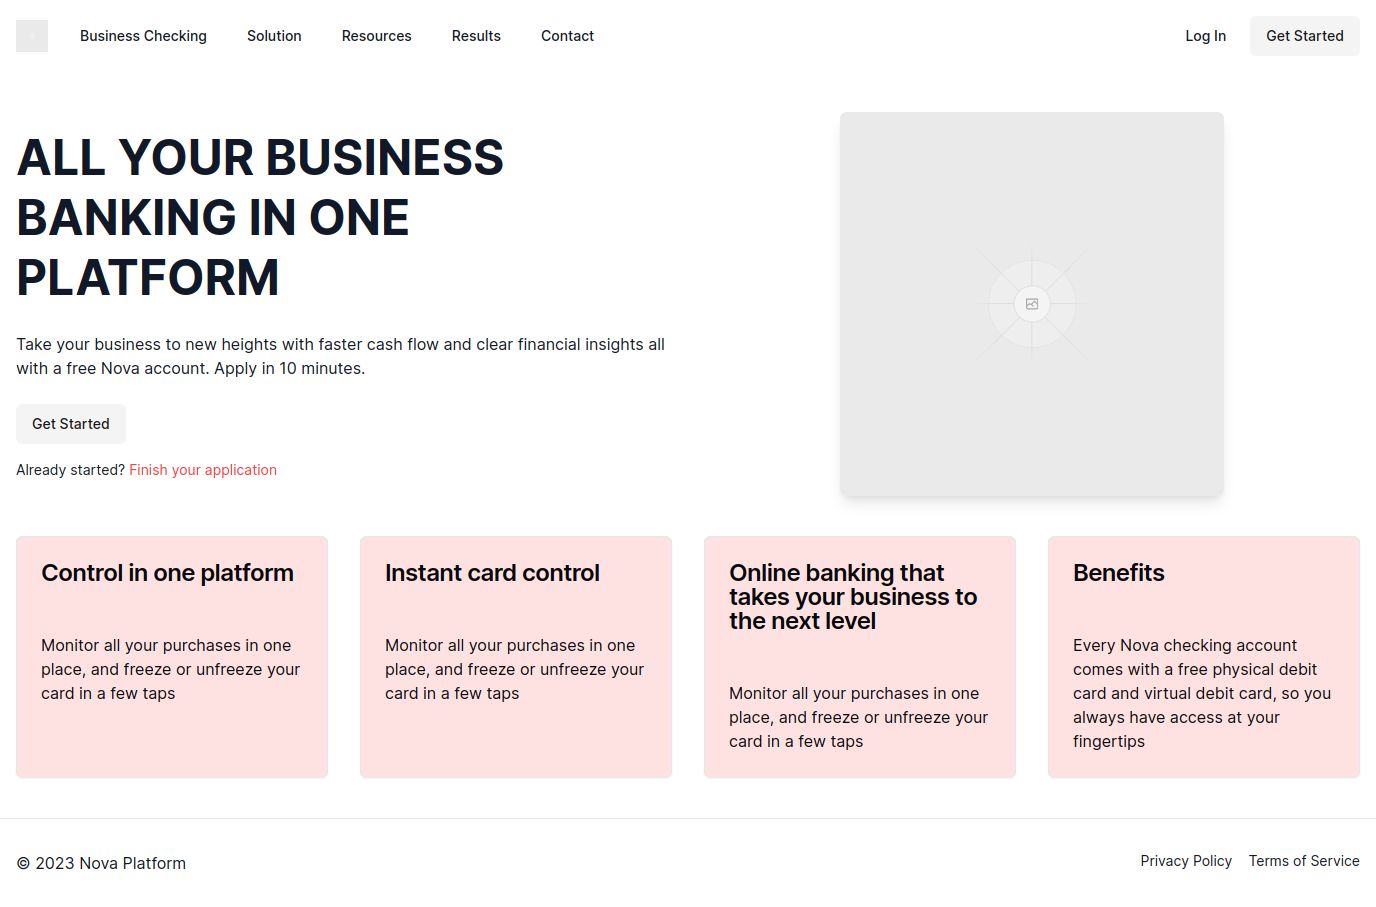 Business Checking
Solution
Resources
Results
Contact
Log In
Get Started
ALL YOUR BUSINESS
BANKING IN ONE
PLATFORM
Take your business to new heights with faster cash flow and clear financial insights all
with a free Nova account. Apply in 10 minutes.
Get Started
Already started? Finish your application
Control in one platform
Monitor all your purchases in one
place, and freeze or unfreeze your
card in a few taps
Instant card control
Monitor all your purchases in one
place, and freeze or unfreeze your
card in a few taps
Online banking that
takes your business to
the next level
Monitor all your purchases in one
place, and freeze or unfreeze your
card in a few taps
Benefits
Every Nova checking account
comes with a free physical debit
card and virtual debit card, so you
always have access at your
fingertips
© 2023 Nova Platform
Privacy Policy
Terms of Service